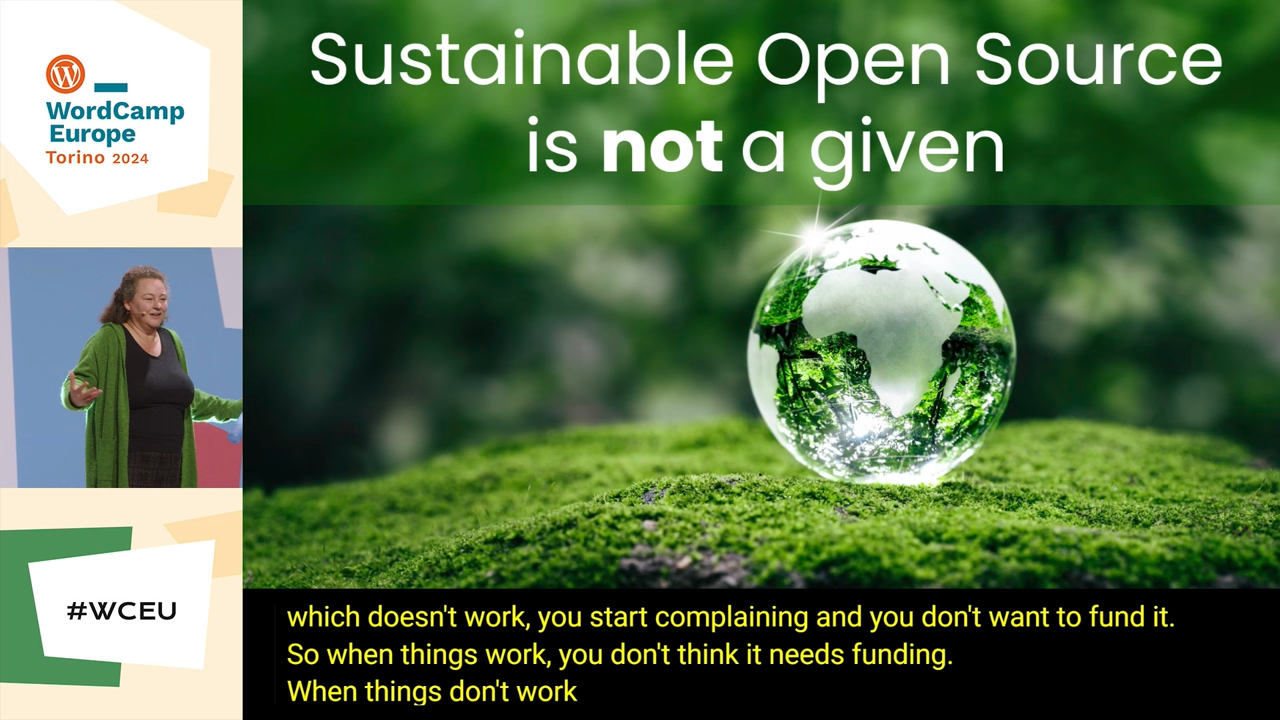 WordCamp
Europe
Torino 2024
#WCEU
Sustainable Open Source
is not a given
which doesn't work, you start complaining and you don't want to fund it.
So when things work, you don't think it needs funding.
When things don't work